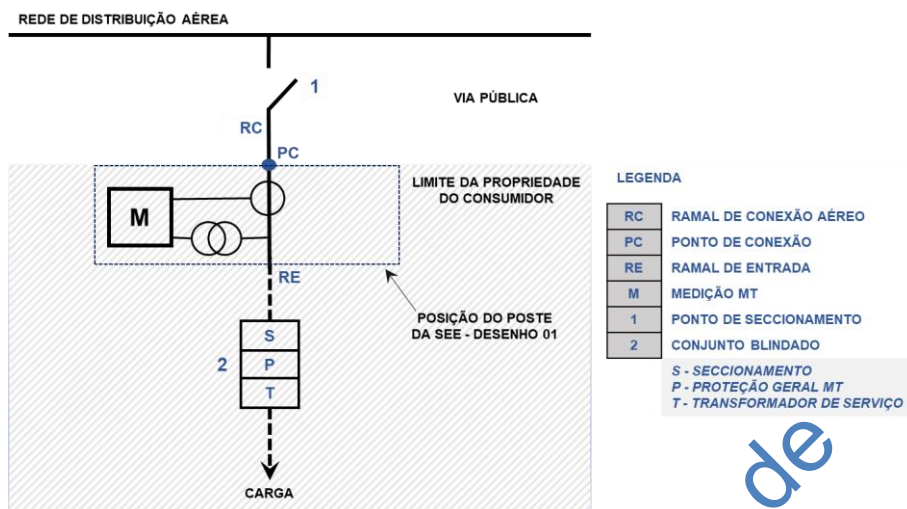 REDE DE DISTRIBUIÇÃO AÉREA
1
VIA PÚBLICA
RC
PC
LIMITE DA PROPRIEDADE
DO CONSUMIDOR
M
RE
POSIÇÃO DO POSTE
DA SEE - DESENHO 01
2
S
P
T
CARGA
LEGENDA
RC RAMAL DE CONEXÃO AÉREO
PC PONTO DE CONEXÃO
RE RAMAL DE ENTRADA
M MEDIÇÃO MT
1 PONTO DE SECCIONAMENTO
2 CONJUNTO BLINDADO
S - SECCIONAMENTO
P - PROTEÇÃO GERAL MT
T - TRANSFORMADOR DE SERVIÇO
de